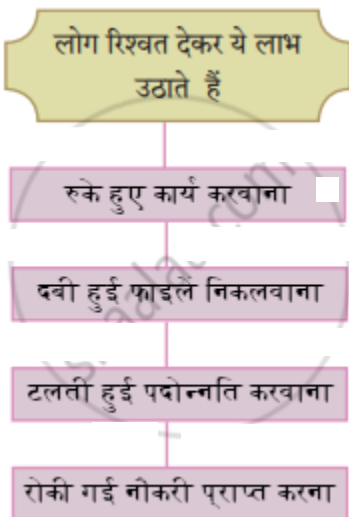 लोग रिश्वत देकर ये लाभ
उठाते हैं
रुके हुए कार्य करवाना
दबी हुई फाइलें निकलवाना
टलती हुई पदोन्नति करवाना
रोकी गई नौकरी प्राप्त करना